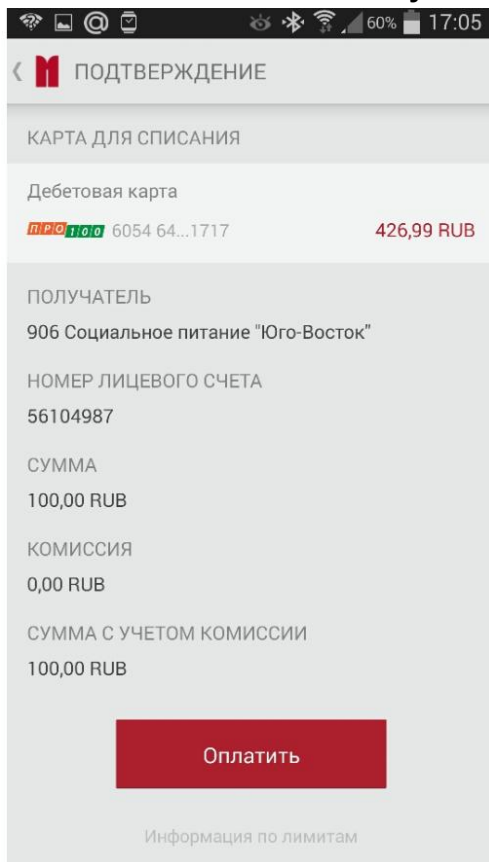 60% 17:05
ПОДТВЕРЖДЕНИЕ
КАРТА ДЛЯ СПИСАНИЯ
Дебетовая карта
ПРО100 6054 64...1717 426,99 RUB
ПОЛУЧАТЕЛЬ
906 Социальное питание "Юго-Восток"
НОМЕР ЛИЦЕВОГО СЧЕТА
56104987
СУММА
100,00 RUB
КОМИССИЯ
0,00 RUB
СУММА С УЧЕТОМ КОМИССИИ
100,00 RUB
Оплатить
Информация по лимитам